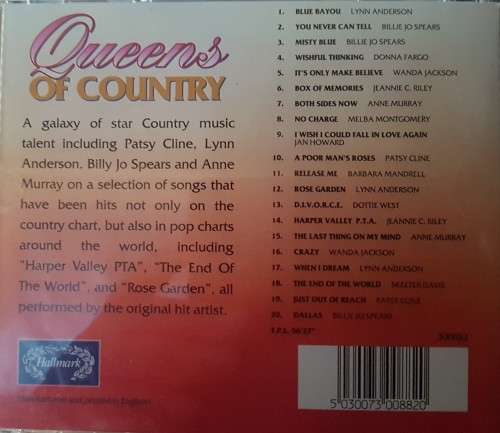 Queens
OF COUNTRY
A galaxy of star Country music
talent including Patsy Cline, Lynn
Anderson, Billy Jo Spears and Anne
Murray on a selection of songs that
have been hits not only on the
country chart, but also in pop charts
around the world, including
"Harper Valley PTA", "The End Of
The World", and "Rose Garden", all
performed by the original hit artist.
Hallmark
1. BLUE BAYOU LYNN ANDERSON
2. YOU NEVER CAN TELL BILLIE JO SPEARS
3. MISTY BLUE BILLIE JO SPEARS
4. WISHFUL THINKING DONNA FARGO
5. IT'S ONLY MAKE BELIEVE WANDA JACKSON
6. BOX OF MEMORIES JEANNIE C. RILEY
7. BOTH SIDES NOW ANNE MURRAY
8. NO CHARGE MELBA MONTGOMERY
9. I WISH I COULD FALL IN LOVE AGAIN
JAN HOWARD
10. A POOR MAN'S ROSES PATSY CLINE
11. RELEASE ME BARBARA MANDRELL
12. ROSE GARDEN LYNN ANDERSON
13. D.I.V.O.R.C.E. DOTTIE WEST
14. HARPER VALLEY P.T.A. JEANNIE C. RILEY
15. THE LAST THING ON MY MIND ANNE MURRAY
16. CRAZY WANDA JACKSON
17. WHEN I DREAM LYNN ANDERSON
18. THE END OF THE WORLD SKEETER DAVIS
19. JUST OUT OF REACH PATSY CLINE
20. DALLAS BILLIE JO SPEARS
5 030073 008820